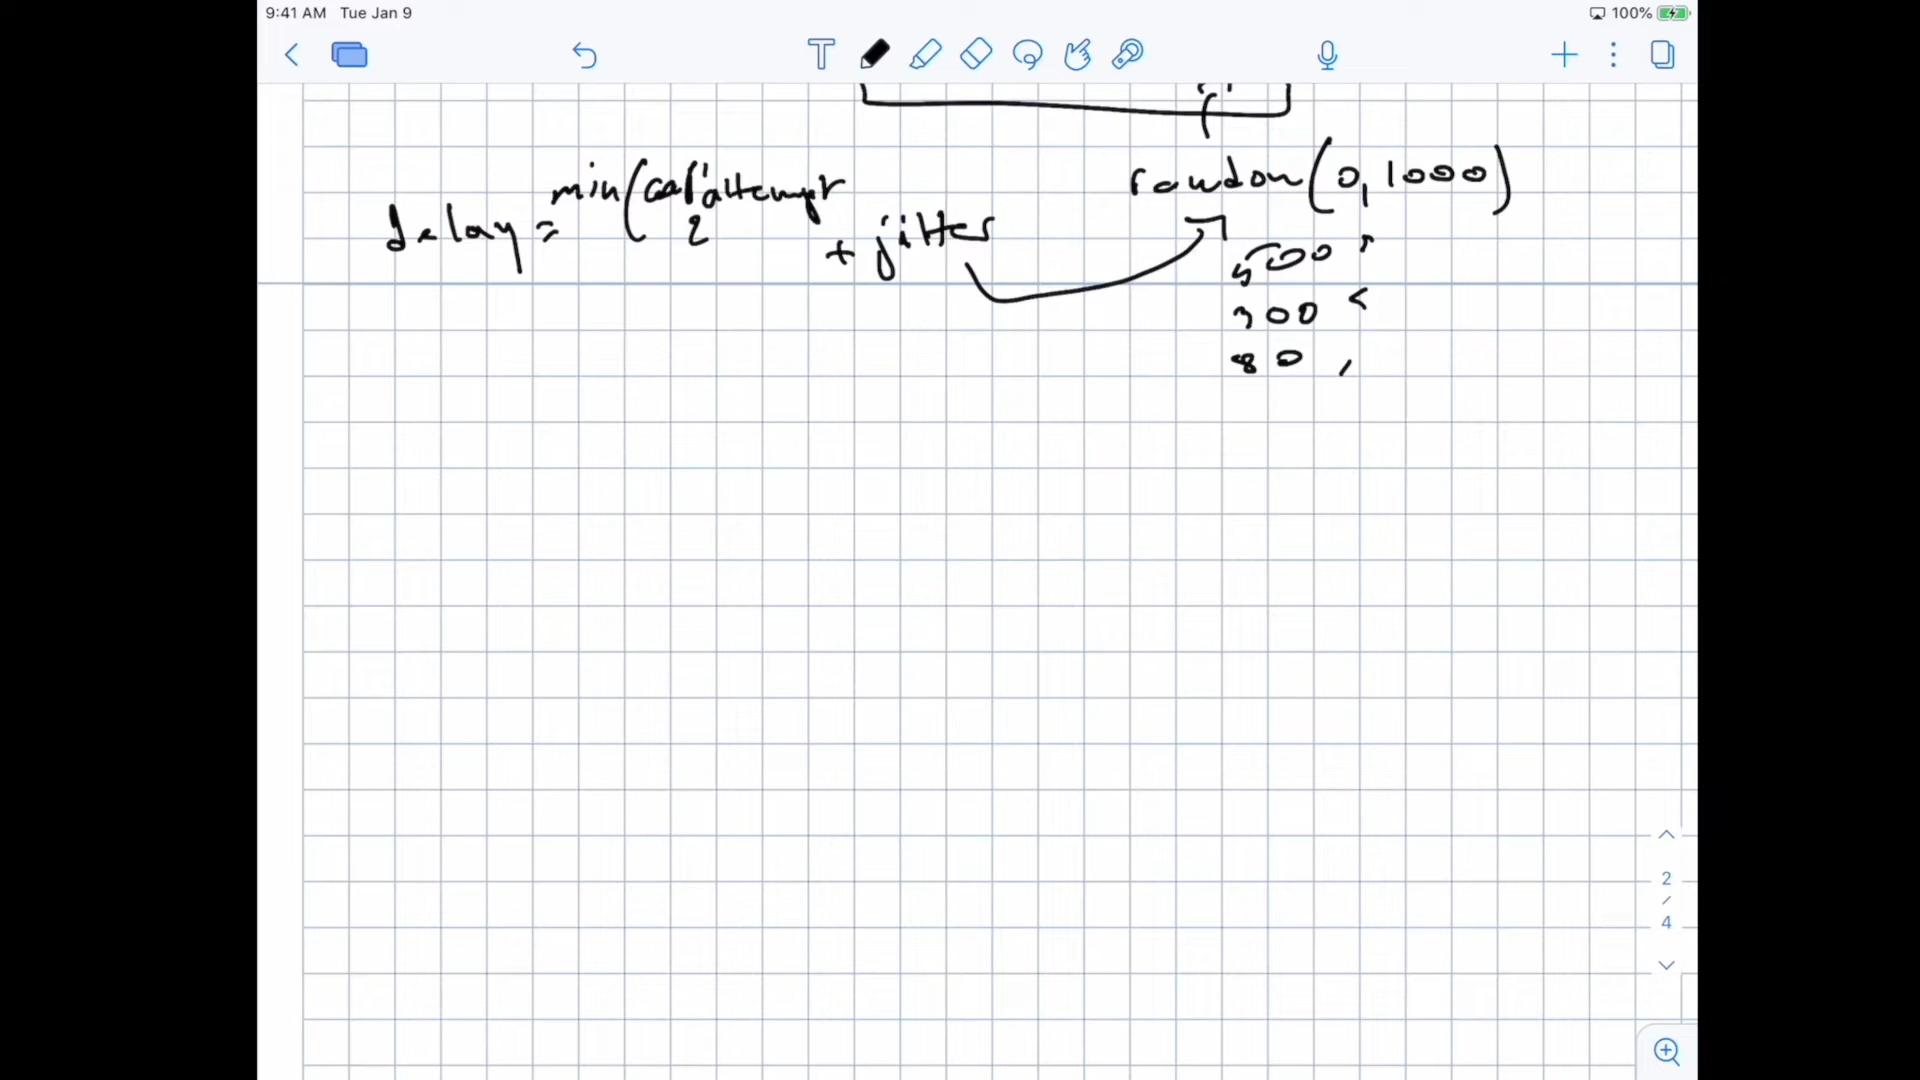 9:41 AM Tue Jan 9
100%
random(0,1000)
delay = min(cap, 2^attempt
+ jitter
500
300
80
2
/
4